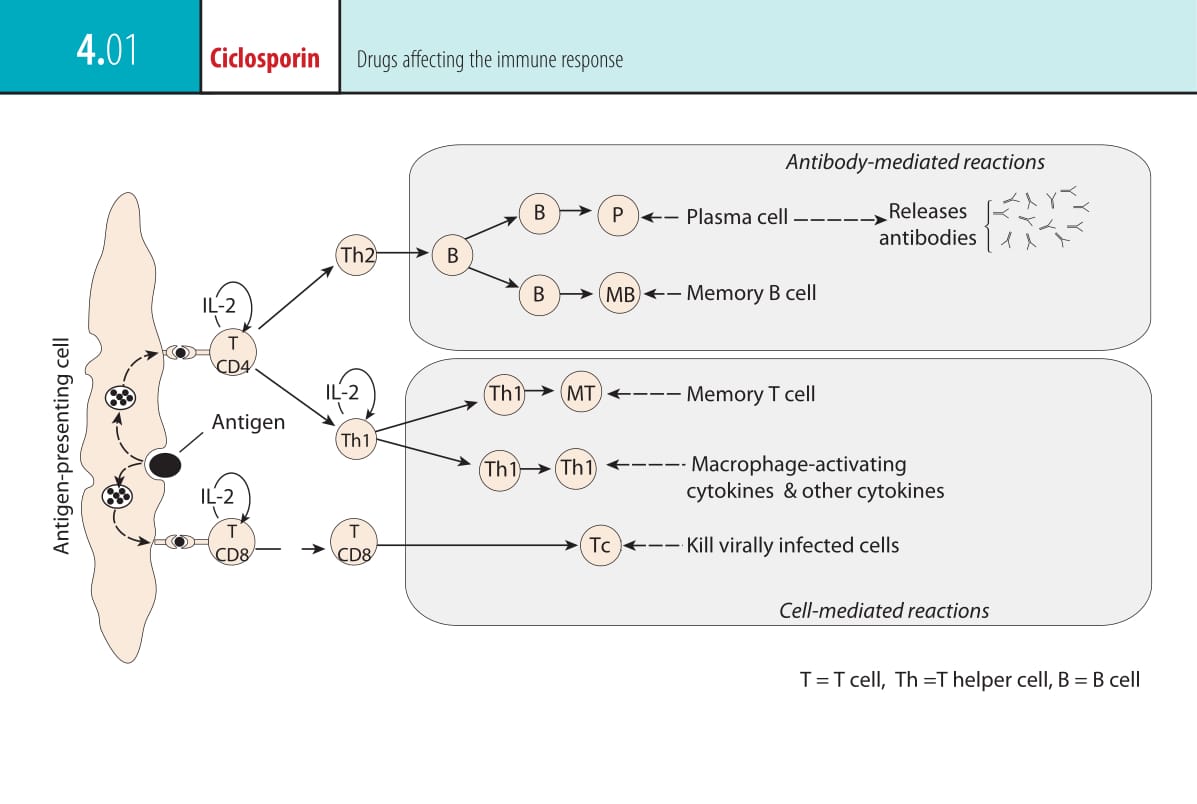 4.01
Ciclosporin
Drugs affecting the immune response
Antibody-mediated reactions
B
P
Plasma cell
Releases
antibodies
Th2
B
B
MB
Memory B cell
IL-2
T
CD4
Antigen-presenting cell
Antigen
IL-2
Th1
Th1
MT
Memory T cell
Th1
Th1
Macrophage-activating
cytokines & other cytokines
IL-2
T
CD8
T
CD8
Tc
Kill virally infected cells
Cell-mediated reactions
T = T cell, Th =T helper cell, B = B cell